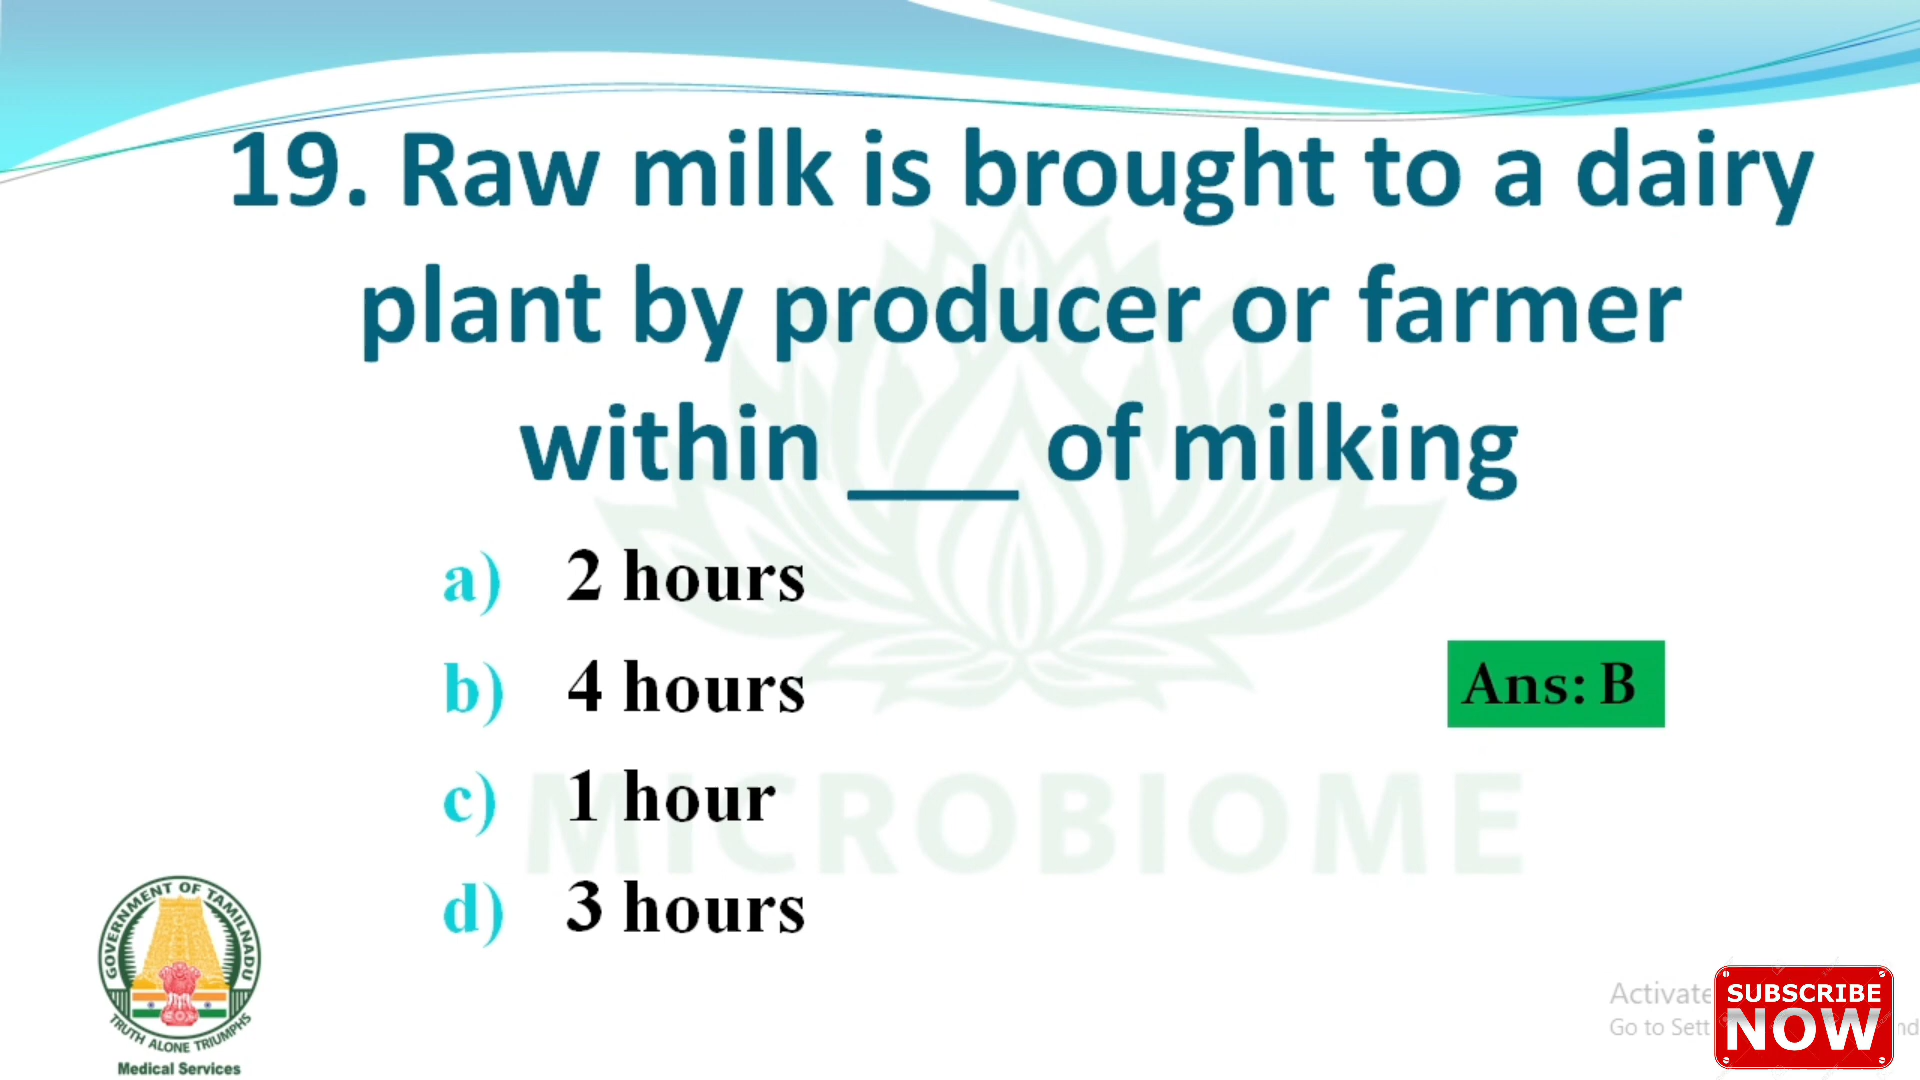 19. Raw milk is brought to a dairy
plant by producer or farmer
within ___ of milking
a) 2 hours
b) 4 hours
Ans: B
c) 1 hour
d) 3 hours
MICROBIOME
GOVERNMENT OF TAMILNADU
TRUTH ALONE TRIUMPHS
Medical Services
Activate
Go to Sett
SUBSCRIBE
NOW